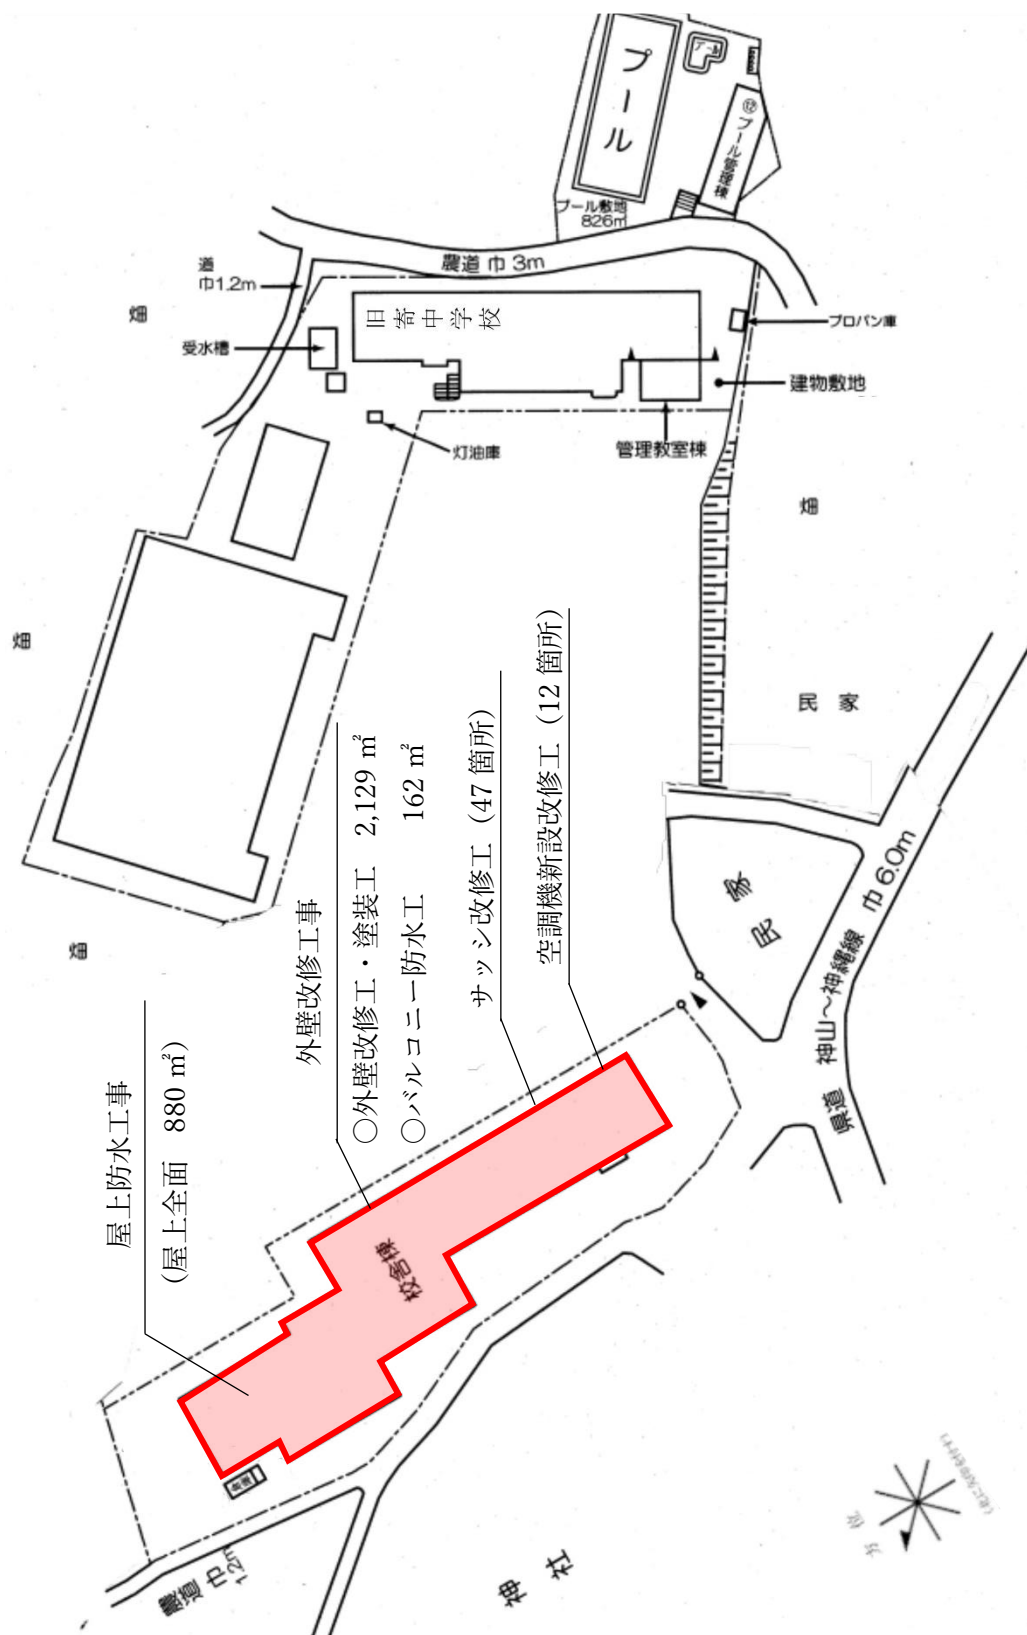 プール
プール
⑫プール管理棟
プール敷地
826㎡
農道 巾 3m
道
巾1.2m
畑
旧寄中学校
受水槽
プロパン庫
建物敷地
灯油庫
管理教室棟
畑
畑
民 家
空調機新設改修工（12 箇所）
サッシ改修工（47 箇所）
外壁改修工事
○外壁改修工・塗装工 2,129 ㎡
○バルコニー防水工 162 ㎡
民 家
畑
県道 神山～神縄線 巾 6.0m
屋上防水工事
（屋上全面 880 ㎡）
校舎棟
農道 巾
1.2m
神 社
方 位